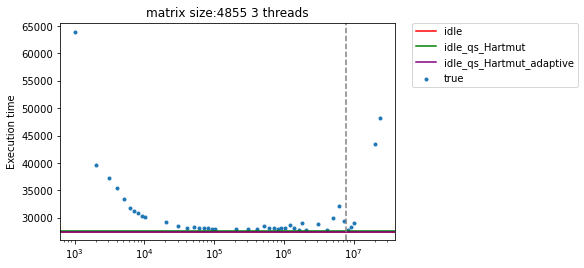 matrix size:4855 3 threads
idle
idle_qs_Hartmut
idle_qs_Hartmut_adaptive
true
Execution time
65000
60000
55000
50000
45000
40000
35000
30000
10³ 10⁴ 10⁵ 10⁶ 10⁷